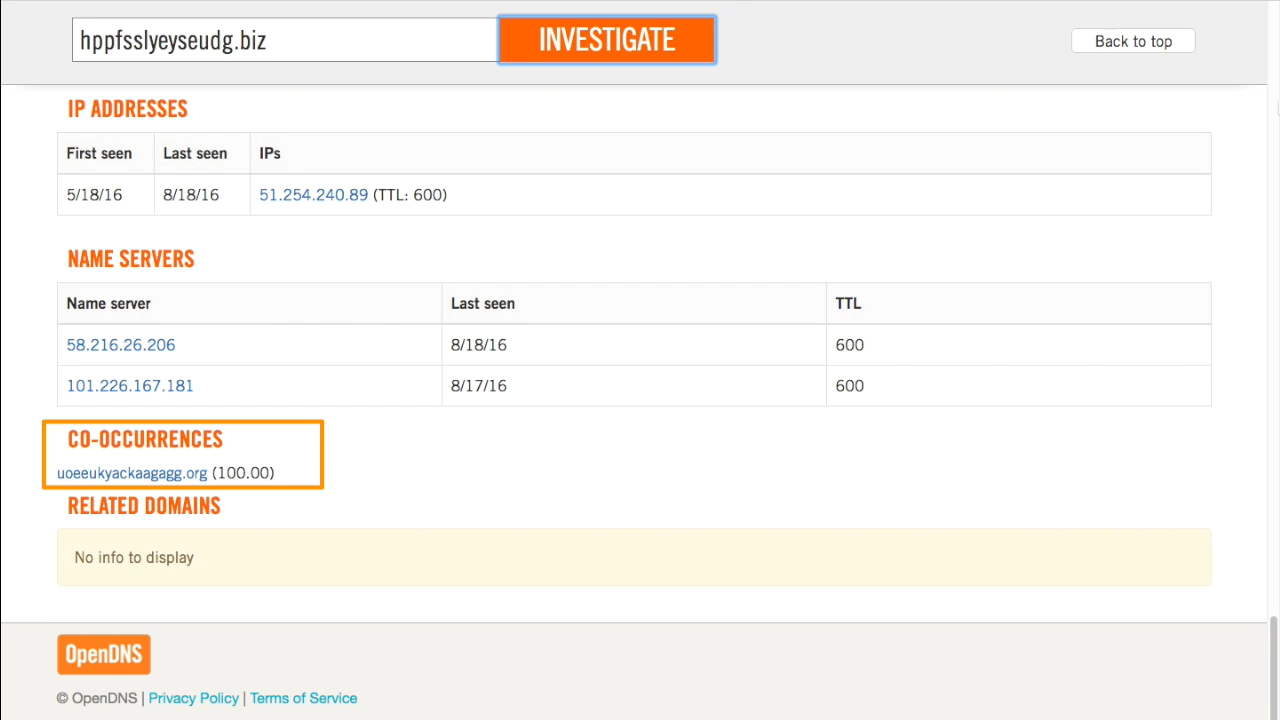 hppfsslyeyseudg.biz INVESTIGATE Back to top
IP ADDRESSES
First seen Last seen IPs
5/18/16 8/18/16 51.254.240.89 (TTL: 600)
NAME SERVERS
Name server Last seen TTL
58.216.26.206 8/18/16 600
101.226.167.181 8/17/16 600
CO-OCCURRENCES
uoeeukyackaagagg.org (100.00)
RELATED DOMAINS
No info to display
OpenDNS
© OpenDNS | Privacy Policy | Terms of Service